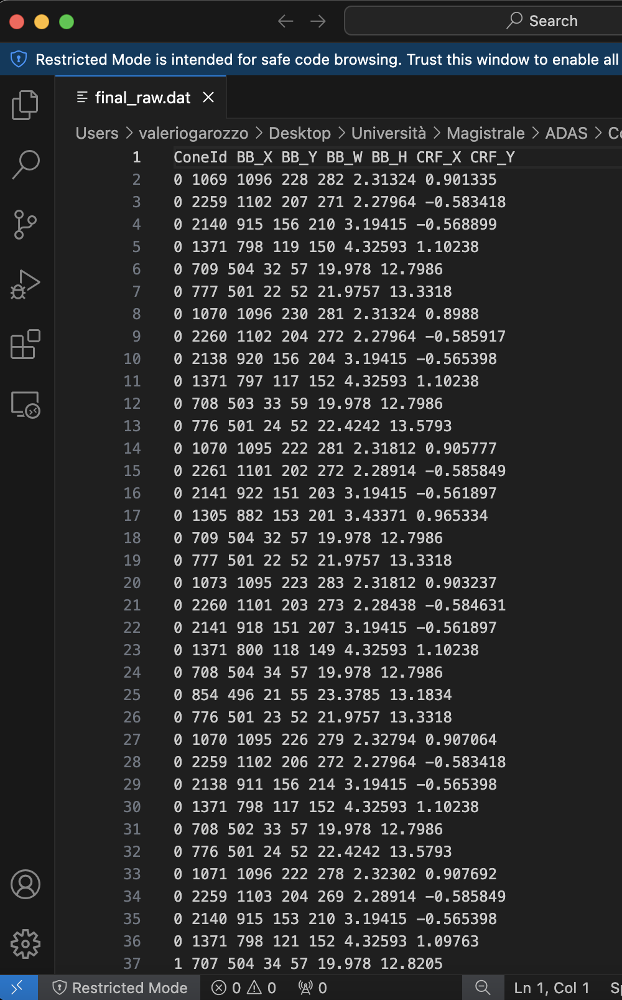 Search
Restricted Mode is intended for safe code browsing. Trust this window to enable all
final_raw.dat
Users > valeriogarozzo > Desktop > Università > Magistrale > ADAS > Co
1 ConeId BB_X BB_Y BB_W BB_H CRF_X CRF_Y
2 0 1069 1096 228 282 2.31324 0.901335
3 0 2259 1102 207 271 2.27964 -0.583418
4 0 2140 915 156 210 3.19415 -0.568899
5 0 1371 798 119 150 4.32593 1.10238
6 0 709 504 32 57 19.978 12.7986
7 0 777 501 22 52 21.9757 13.3318
8 0 1070 1096 230 281 2.31324 0.8988
9 0 2260 1102 204 272 2.27964 -0.585917
10 0 2138 920 156 204 3.19415 -0.565398
11 0 1371 797 117 152 4.32593 1.10238
12 0 708 503 33 59 19.978 12.7986
13 0 776 501 24 52 22.4242 13.5793
14 0 1070 1095 222 281 2.31812 0.905777
15 0 2261 1101 202 272 2.28914 -0.585849
16 0 2141 922 151 203 3.19415 -0.561897
17 0 1305 882 153 201 3.43371 0.965334
18 0 709 504 32 57 19.978 12.7986
19 0 777 501 22 52 21.9757 13.3318
20 0 1073 1095 223 283 2.31812 0.903237
21 0 2260 1101 203 273 2.28438 -0.584631
22 0 2141 918 151 207 3.19415 -0.561897
23 0 1371 800 118 149 4.32593 1.10238
24 0 708 504 34 57 19.978 12.7986
25 0 854 496 21 55 23.3785 13.1834
26 0 776 501 23 52 21.9757 13.3318
27 0 1070 1095 226 279 2.32794 0.907064
28 0 2259 1102 206 272 2.27964 -0.583418
29 0 2138 911 156 214 3.19415 -0.565398
30 0 1371 798 117 152 4.32593 1.10238
31 0 708 502 33 57 19.978 12.7986
32 0 776 501 24 52 22.4242 13.5793
33 0 1071 1096 222 278 2.32302 0.907692
34 0 2259 1103 204 269 2.28914 -0.585849
35 0 2140 915 153 210 3.19415 -0.565398
36 0 1371 798 121 152 4.32593 1.09763
37 1 707 504 34 57 19.978 12.8205
Restricted Mode 0 0 0 Ln 1, Col 1 Sp